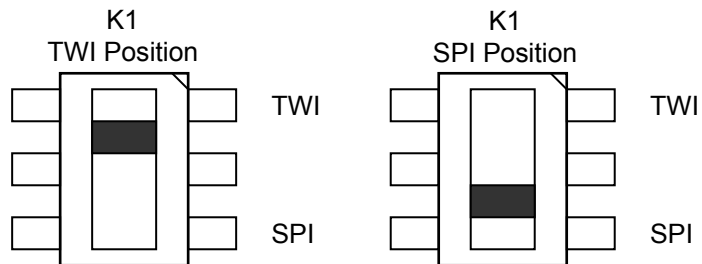 K1
TWI Position
TWI
SPI
K1
SPI Position
TWI
SPI